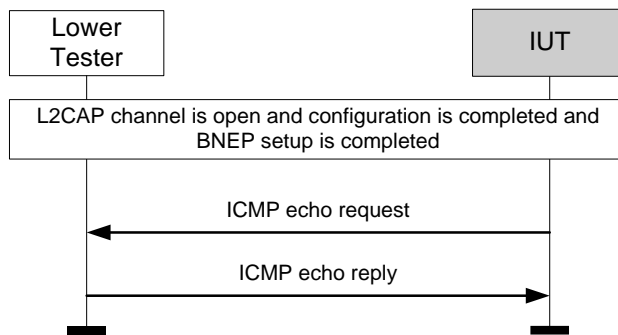 Lower
Tester
IUT
L2CAP channel is open and configuration is completed and
BNEP setup is completed
ICMP echo request
ICMP echo reply